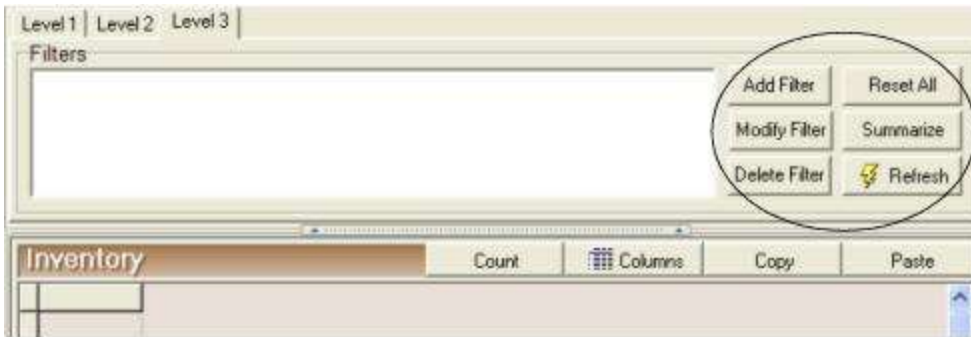 Level 1 Level 2 Level 3
Filters
Add Filter Reset All
Modify Filter Summarize
Delete Filter Refresh
Inventory Count Columns Copy Paste